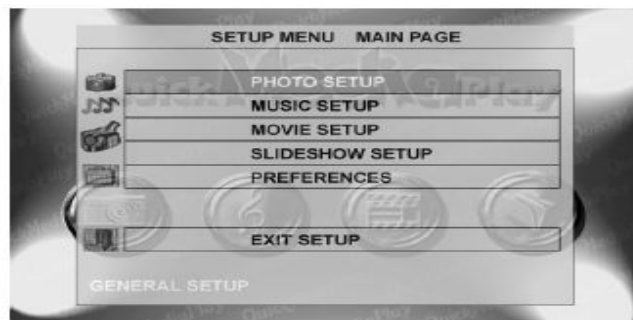 SETUP MENU MAIN PAGE
PHOTO SETUP
MUSIC SETUP
MOVIE SETUP
SLIDESHOW SETUP
PREFERENCES
EXIT SETUP
GENERAL SETUP